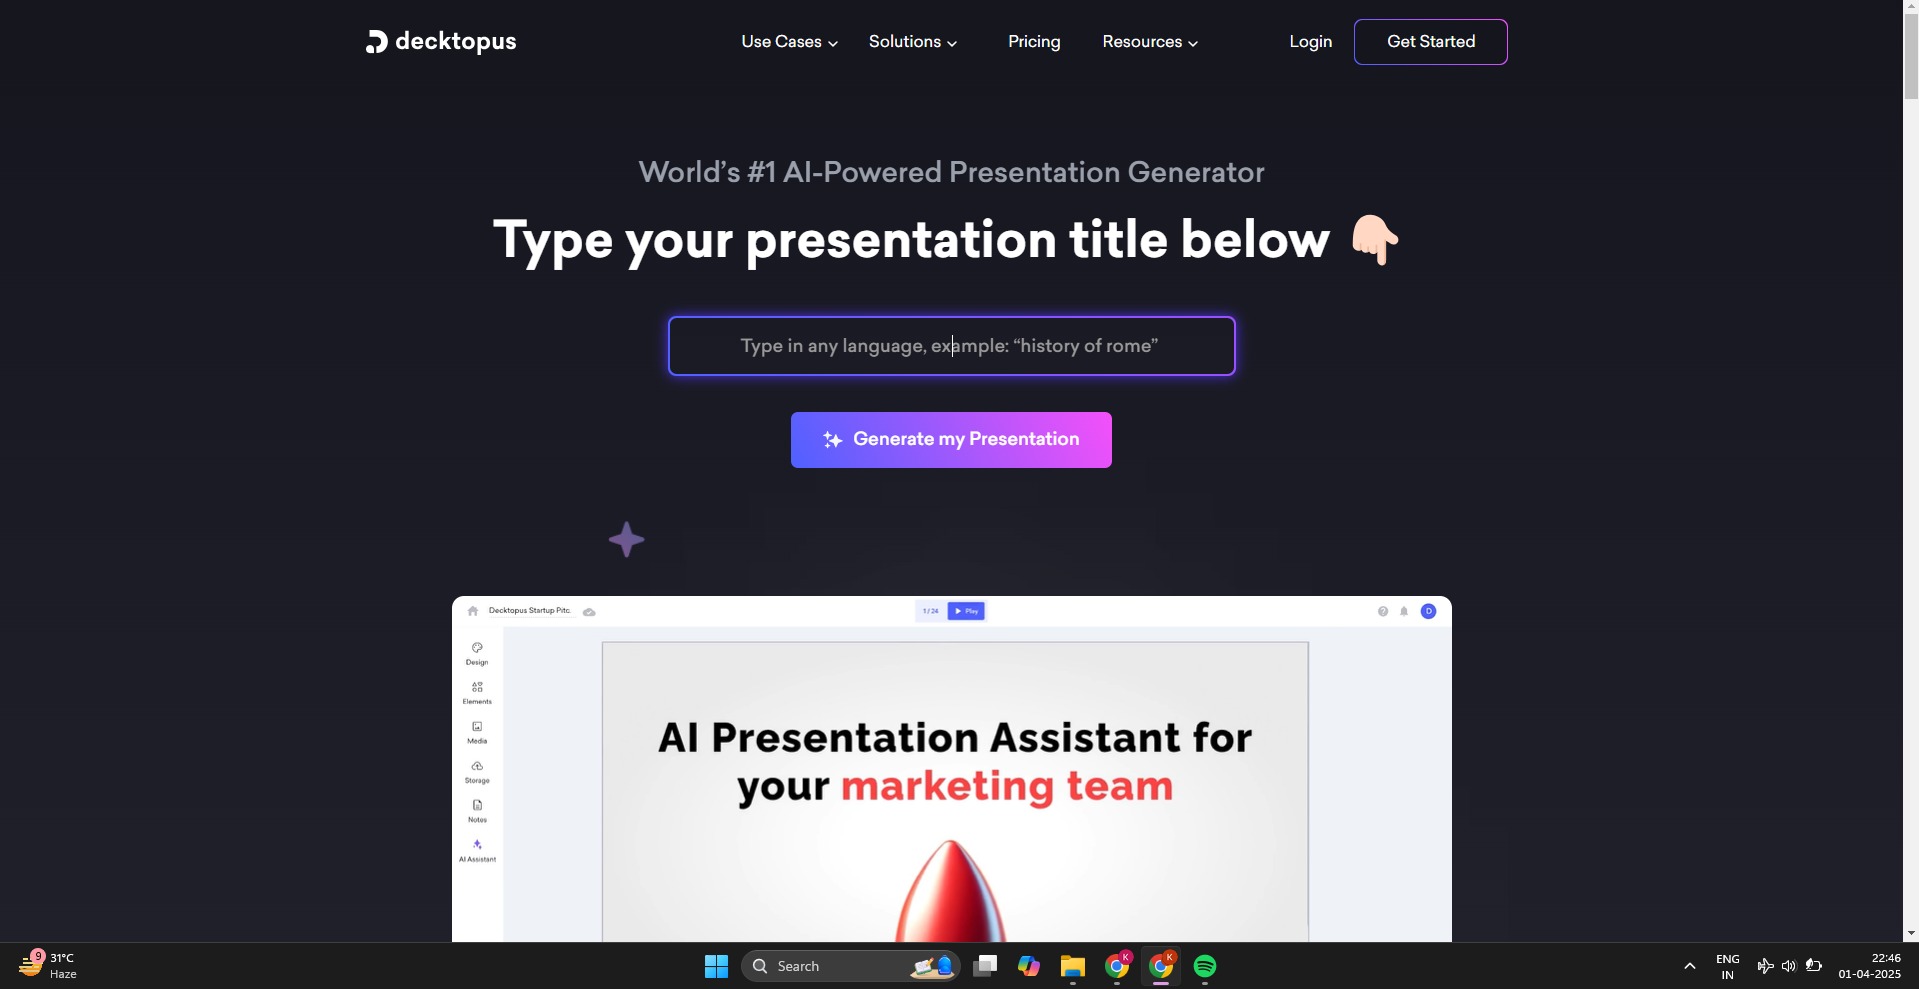 decktopus
Use Cases
Solutions
Pricing
Resources
Login
Get Started
World’s #1 AI-Powered Presentation Generator
Type your presentation title below
Type in any language, example: “history of rome”
Generate my Presentation
Decktopus Startup Pitc.
1 / 24
Play
D
Design
Elements
Media
Storage
Notes
AI Assistant
AI Presentation Assistant for
your marketing team
9
31°C
Haze
Search
K
K
ENG
IN
22:46
01-04-2025